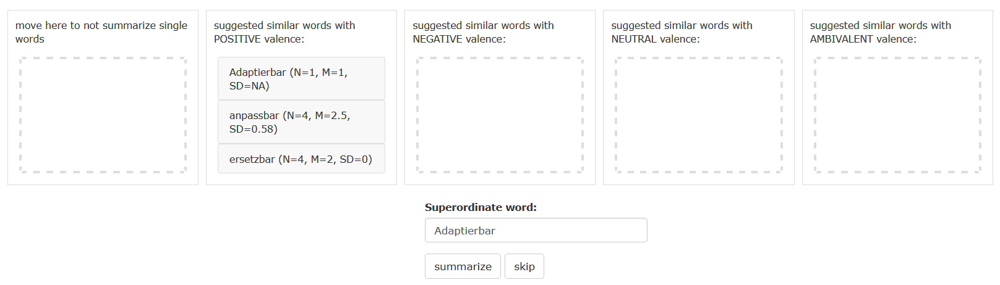 move here to not summarize single
words
suggested similar words with
POSITIVE valence:
Adaptierbar (N=1, M=1,
SD=NA)
anpassbar (N=4, M=2.5,
SD=0.58)
ersetzbar (N=4, M=2, SD=0)
suggested similar words with
NEGATIVE valence:
suggested similar words with
NEUTRAL valence:
suggested similar words with
AMBIVALENT valence:
Superordinate word:
Adaptierbar
summarize
skip